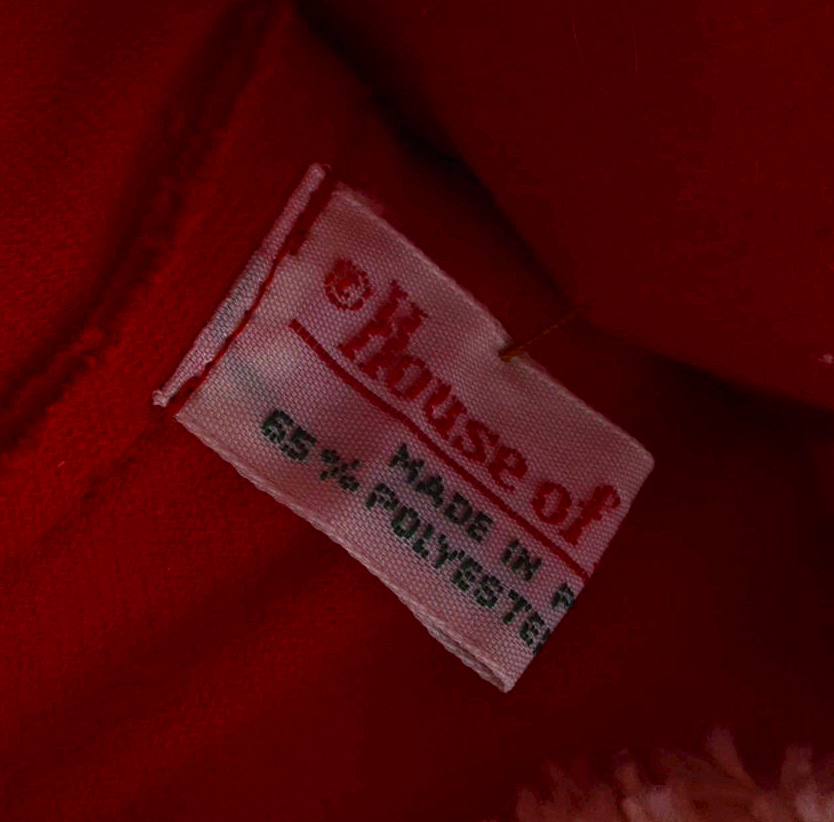 © House of
MADE IN
65% POLYESTE